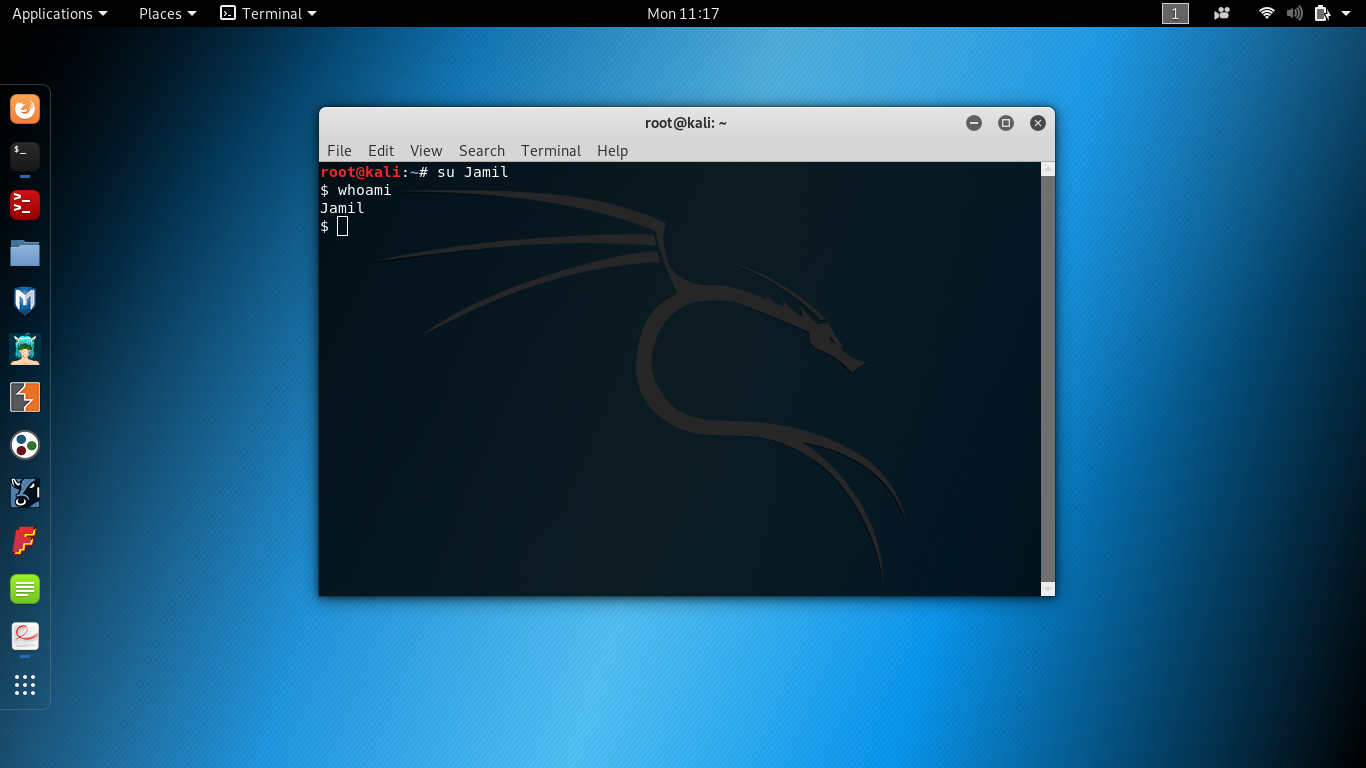 Applications Places Terminal Mon 11:17 1
root@kali: ~
File Edit View Search Terminal Help
root@kali:~# su Jamil
$ whoami
Jamil
$